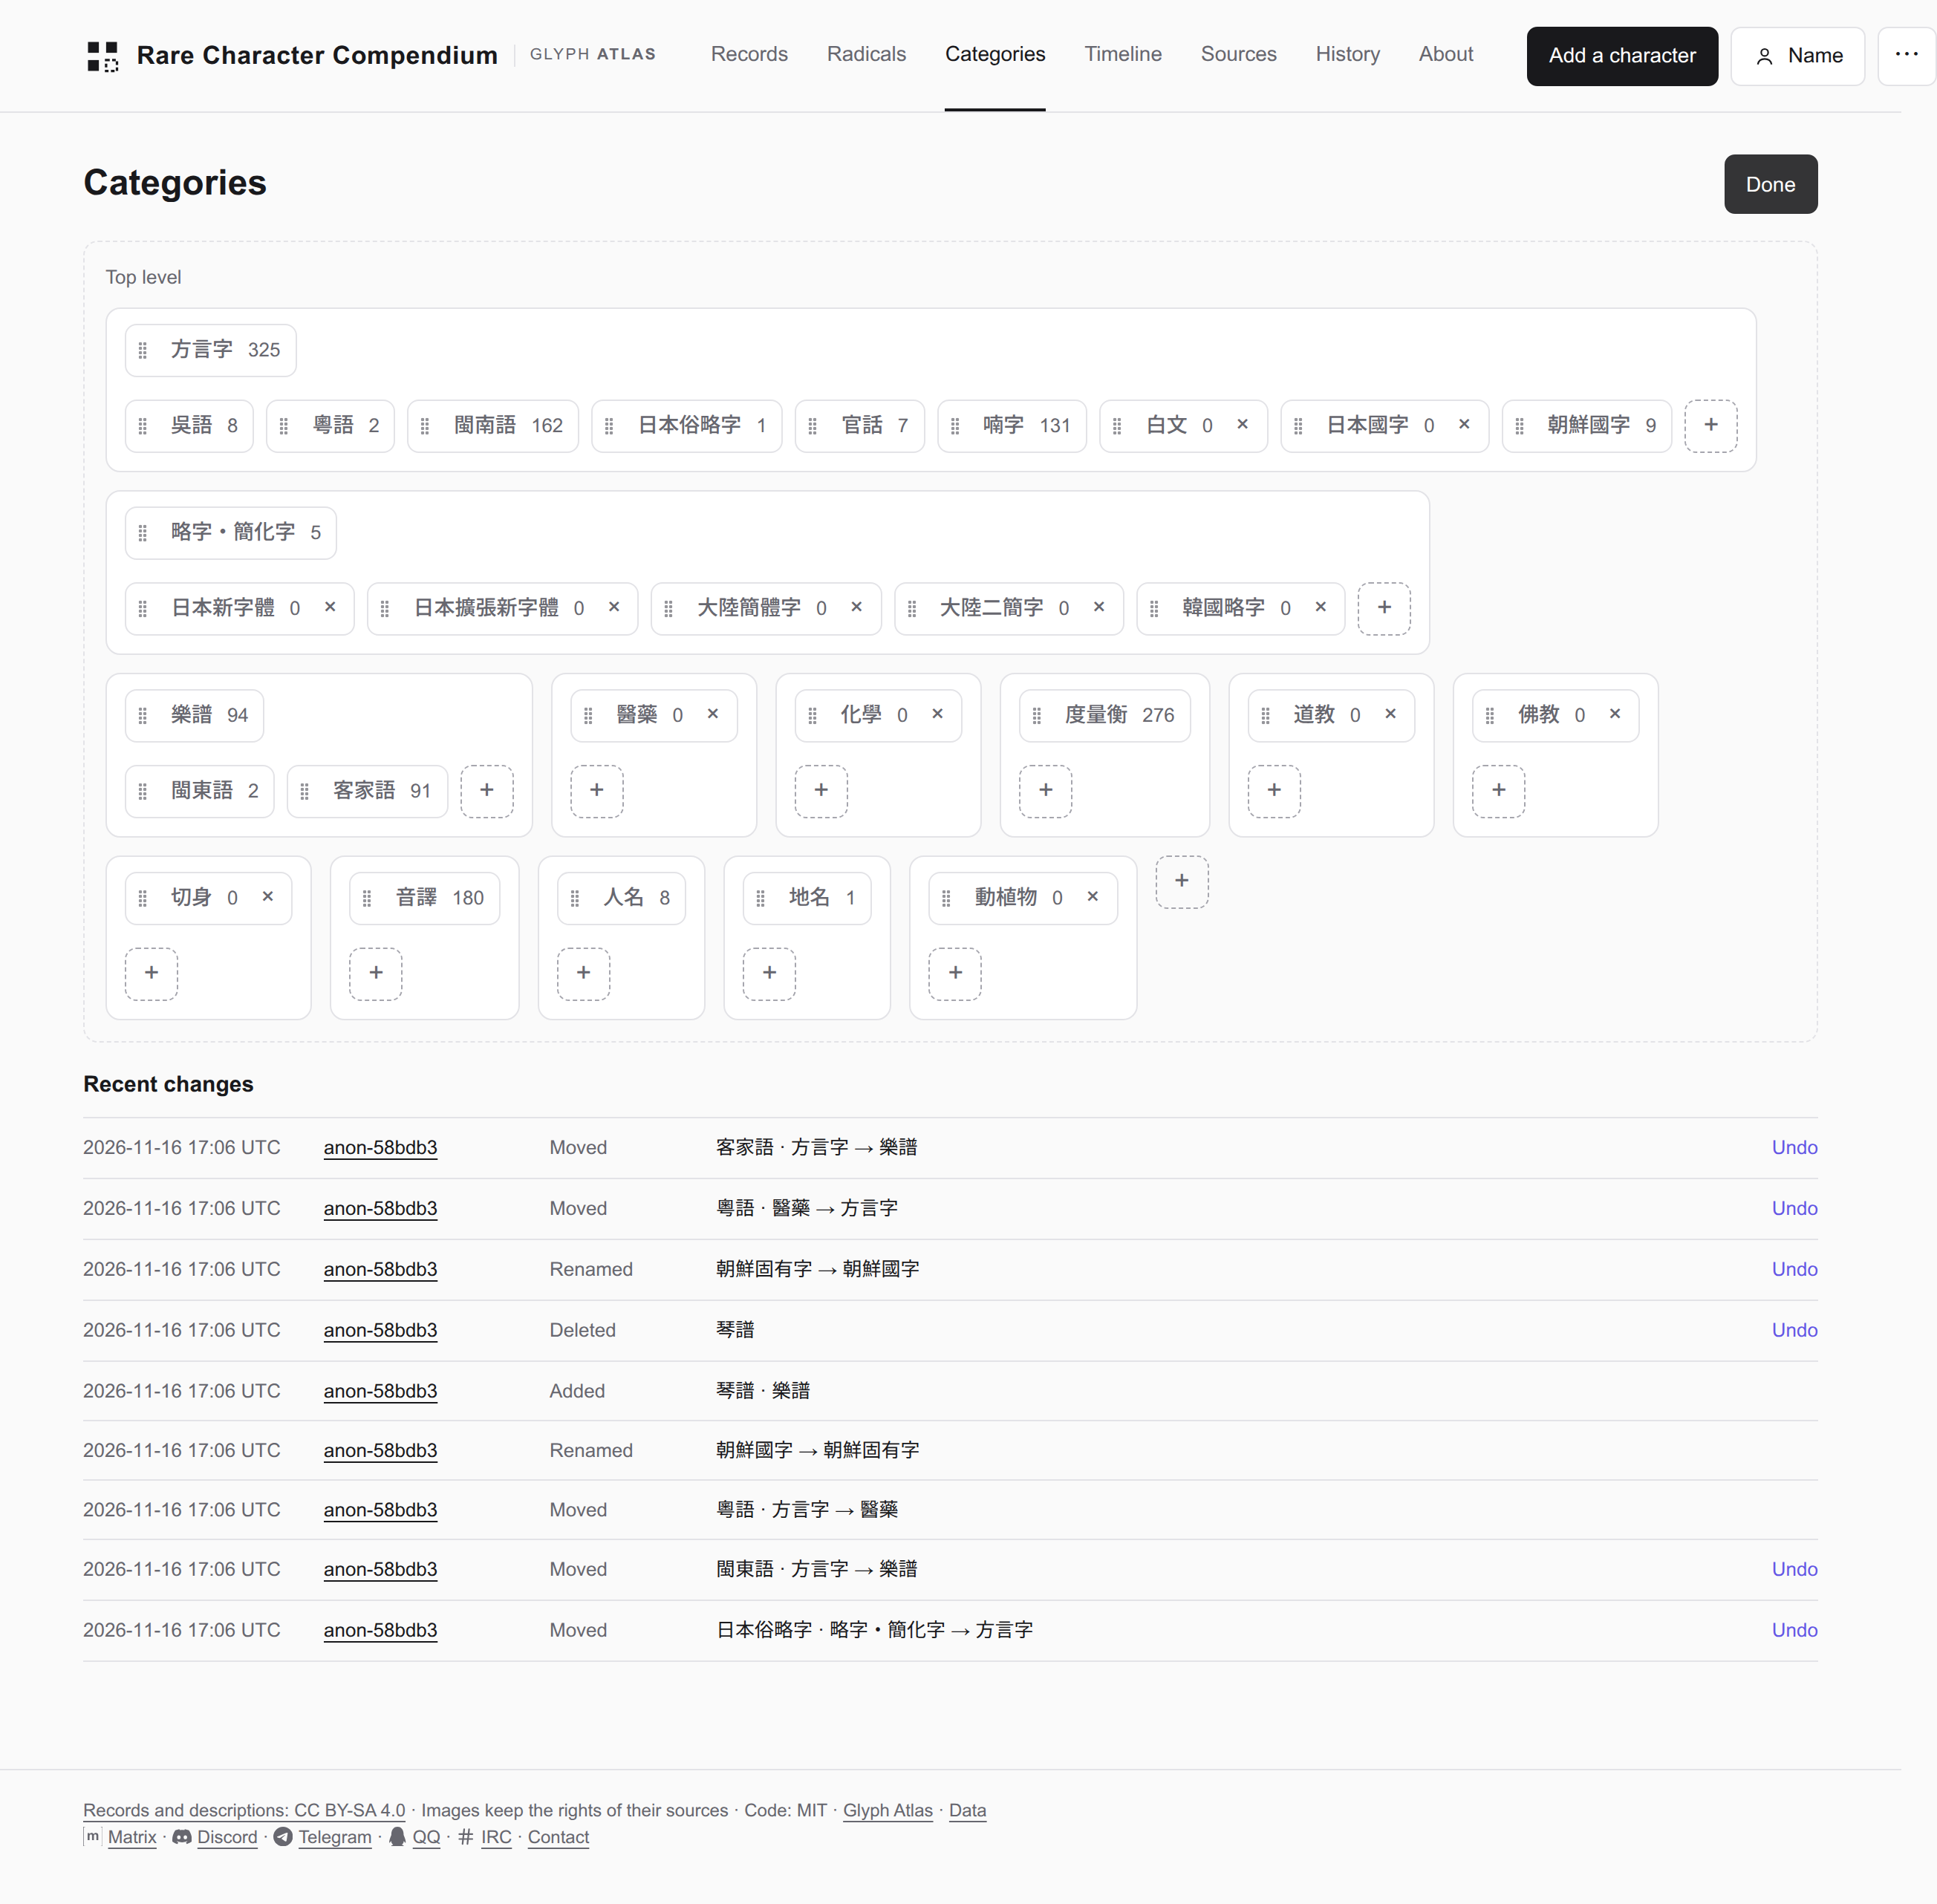 Rare Character Compendium GLYPH ATLAS Records Radicals Categories Timeline Sources History About Add a character Name ...
Categories Done
Top level
方言字 325
吳語 8 粵語 2 閩南語 162 日本俗略字 1 官話 7 喃字 131 白文 0 × 日本國字 0 × 朝鮮國字 9 +
略字・簡化字 5
日本新字體 0 × 日本擴張新字體 0 × 大陸簡體字 0 × 大陸二簡字 0 × 韓國略字 0 × +
樂譜 94 醫藥 0 × 化學 0 × 度量衡 276 道教 0 × 佛教 0 ×
閩東語 2 客家語 91 + + + + + +
切身 0 × 音譯 180 人名 8 地名 1 動植物 0 × +
+ + + + +
Recent changes
2026-11-16 17:06 UTC anon-58bdb3 Moved 客家語 · 方言字 → 樂譜 Undo
2026-11-16 17:06 UTC anon-58bdb3 Moved 粵語 · 醫藥 → 方言字 Undo
2026-11-16 17:06 UTC anon-58bdb3 Renamed 朝鮮固有字 → 朝鮮國字 Undo
2026-11-16 17:06 UTC anon-58bdb3 Deleted 琴譜 Undo
2026-11-16 17:06 UTC anon-58bdb3 Added 琴譜 · 樂譜
2026-11-16 17:06 UTC anon-58bdb3 Renamed 朝鮮國字 → 朝鮮固有字
2026-11-16 17:06 UTC anon-58bdb3 Moved 粵語 · 方言字 → 醫藥
2026-11-16 17:06 UTC anon-58bdb3 Moved 閩東語 · 方言字 → 樂譜 Undo
2026-11-16 17:06 UTC anon-58bdb3 Moved 日本俗略字 · 略字・簡化字 → 方言字 Undo
Records and descriptions: CC BY-SA 4.0 · Images keep the rights of their sources · Code: MIT · Glyph Atlas · Data
[m] Matrix · Discord · Telegram · QQ · # IRC · Contact